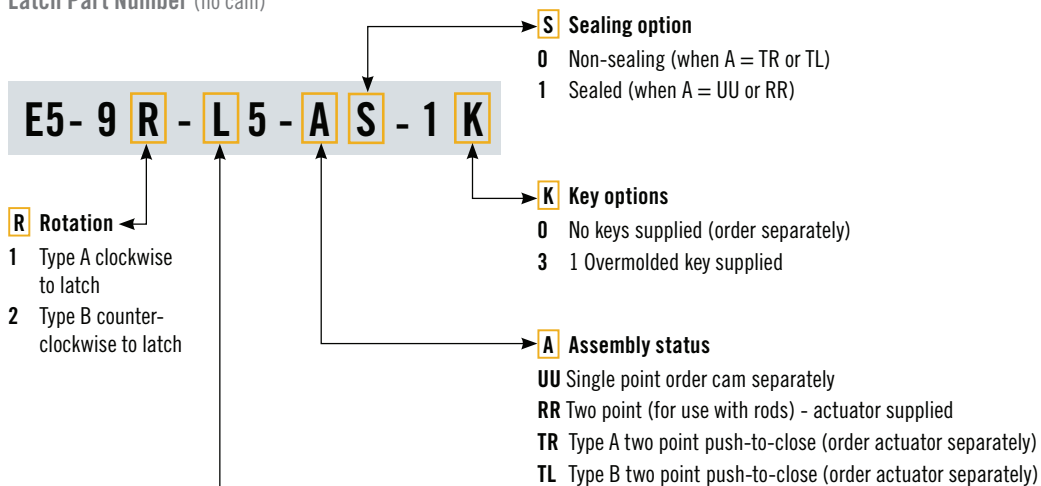 Latch Part Number (no cam)
E5- 9 R - L 5 - A S - 1 K
S Sealing option
0 Non-sealing (when A = TR or TL)
1 Sealed (when A = UU or RR)
K Key options
0 No keys supplied (order separately)
3 1 Overmolded key supplied
R Rotation
1 Type A clockwise
to latch
2 Type B counter-
clockwise to latch
A Assembly status
UU Single point order cam separately
RR Two point (for use with rods) - actuator supplied
TR Type A two point push-to-close (order actuator separately)
TL Type B two point push-to-close (order actuator separately)